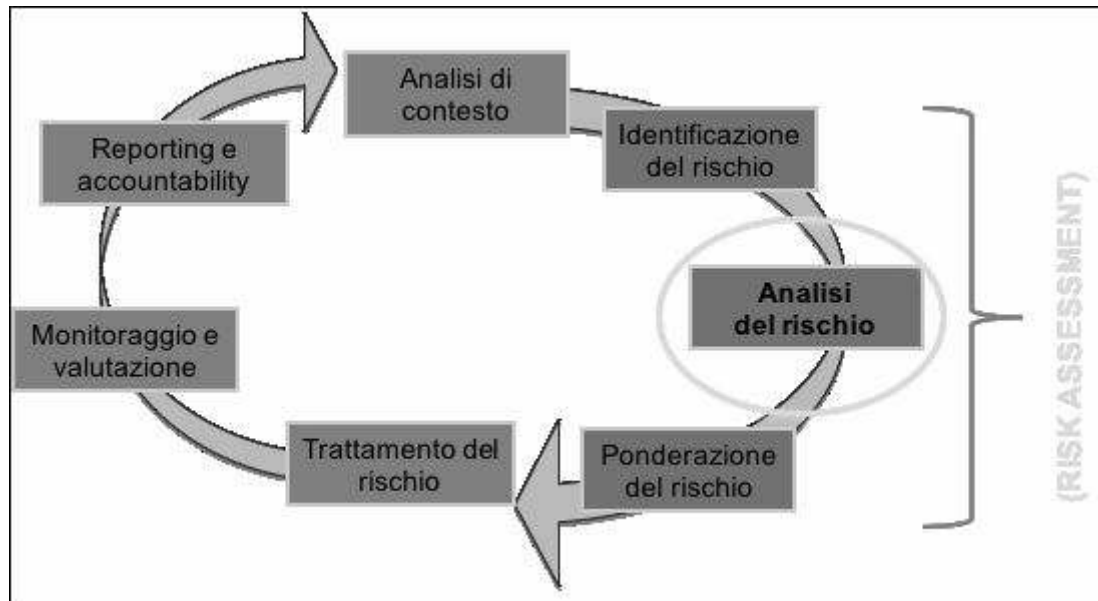 Analisi di
contesto
Identificazione
del rischio
Analisi
del rischio
Ponderazione
del rischio
Trattamento del
rischio
Monitoraggio e
valutazione
Reporting e
accountability
(RISK ASSESSMENT)